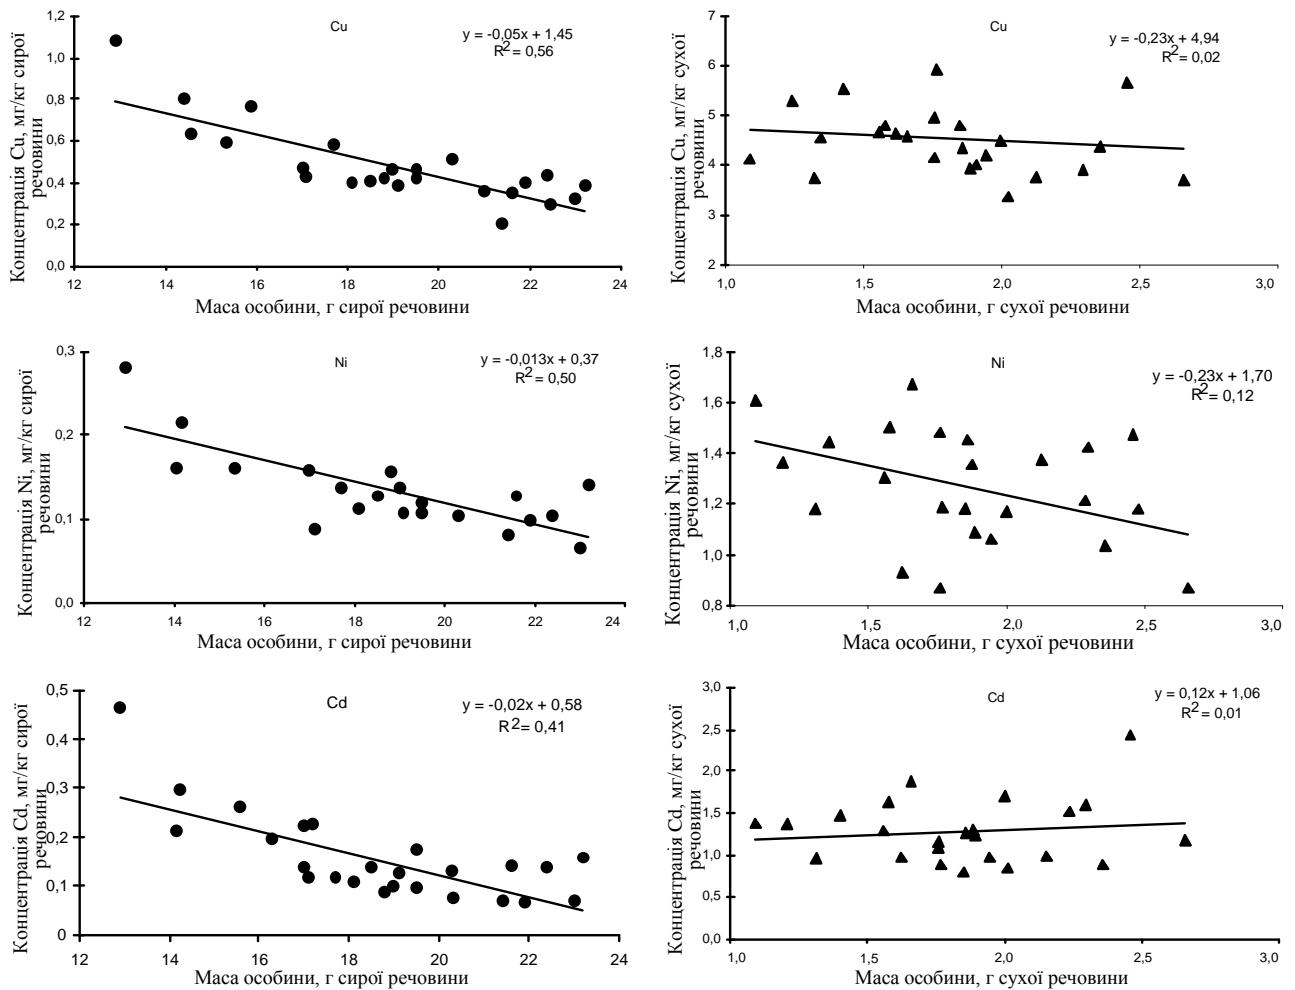 Cu
y = -0,05x + 1,45
R2 = 0,56
Концентрація Cu, мг/кг сирої
речовини
1,2
1,0
0,8
0,6
0,4
0,2
0,0
12 14 16 18 20 22 24
Маса особини, г сирої речовини
Cu
y = -0,23x + 4,94
R2 = 0,02
Концентрація Cu, мг/кг сухої
речовини
7
6
5
4
3
2
1,0 1,5 2,0 2,5 3,0
Маса особини, г сухої речовини
Ni
y = -0,013x + 0,37
R2 = 0,50
Концентрація Ni, мг/кг сирої
речовини
0,3
0,2
0,1
0,0
12 14 16 18 20 22 24
Маса особини, г сирої речовини
Ni
y = -0,23x + 1,70
R2 = 0,12
Концентрація Ni, мг/кг сухої
речовини
1,8
1,6
1,4
1,2
1,0
0,8
1,0 1,5 2,0 2,5 3,0
Маса особини, г сухої речовини
Cd
y = -0,02x + 0,58
R2 = 0,41
Концентрація Cd, мг/кг сирої
речовини
0,5
0,4
0,3
0,2
0,1
0
12 14 16 18 20 22 24
Маса особини, г сирої речовини
Cd
y = 0,12x + 1,06
R2 = 0,01
Концентрація Cd, мг/кг сухої
речовини
3,0
2,5
2,0
1,5
1,0
0,5
0,0
1,0 1,5 2,0 2,5 3,0
Маса особини, г сухої речовини